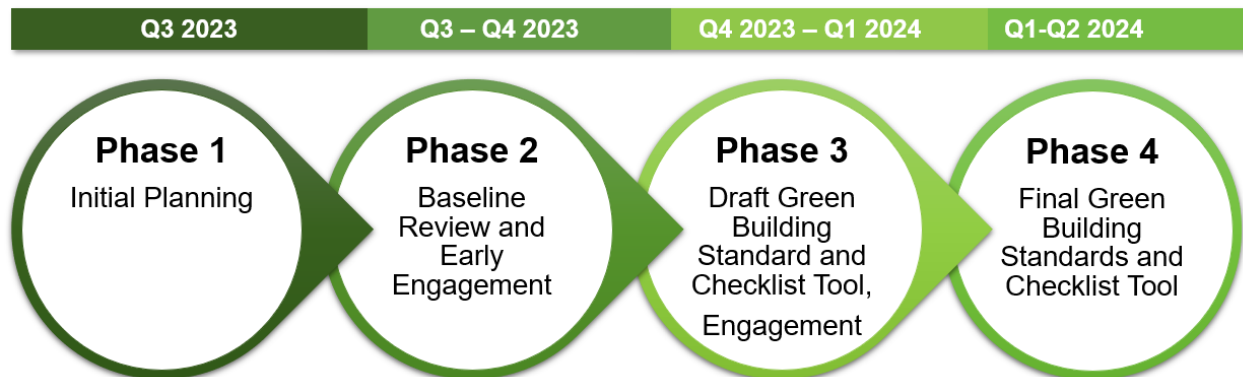 Q3 2023
Q3 – Q4 2023
Q4 2023 – Q1 2024
Q1-Q2 2024
Phase 1
Initial Planning
Phase 2
Baseline
Review and
Early
Engagement
Phase 3
Draft Green
Building
Standard and
Checklist Tool,
Engagement
Phase 4
Final Green
Building
Standards and
Checklist Tool